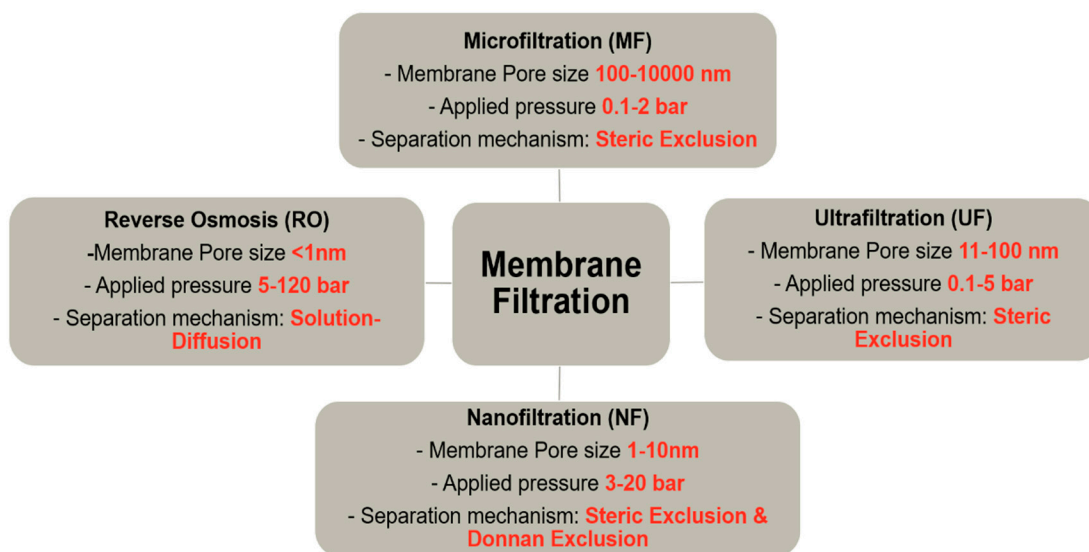 Microfiltration (MF)
- Membrane Pore size 100-10000 nm
- Applied pressure 0.1-2 bar
- Separation mechanism: Steric Exclusion
Reverse Osmosis (RO)
-Membrane Pore size <1nm
- Applied pressure 5-120 bar
- Separation mechanism: Solution-
Diffusion
Membrane
Filtration
Ultrafiltration (UF)
- Membrane Pore size 11-100 nm
- Applied pressure 0.1-5 bar
- Separation mechanism: Steric
Exclusion
Nanofiltration (NF)
- Membrane Pore size 1-10nm
- Applied pressure 3-20 bar
- Separation mechanism: Steric Exclusion &
Donnan Exclusion